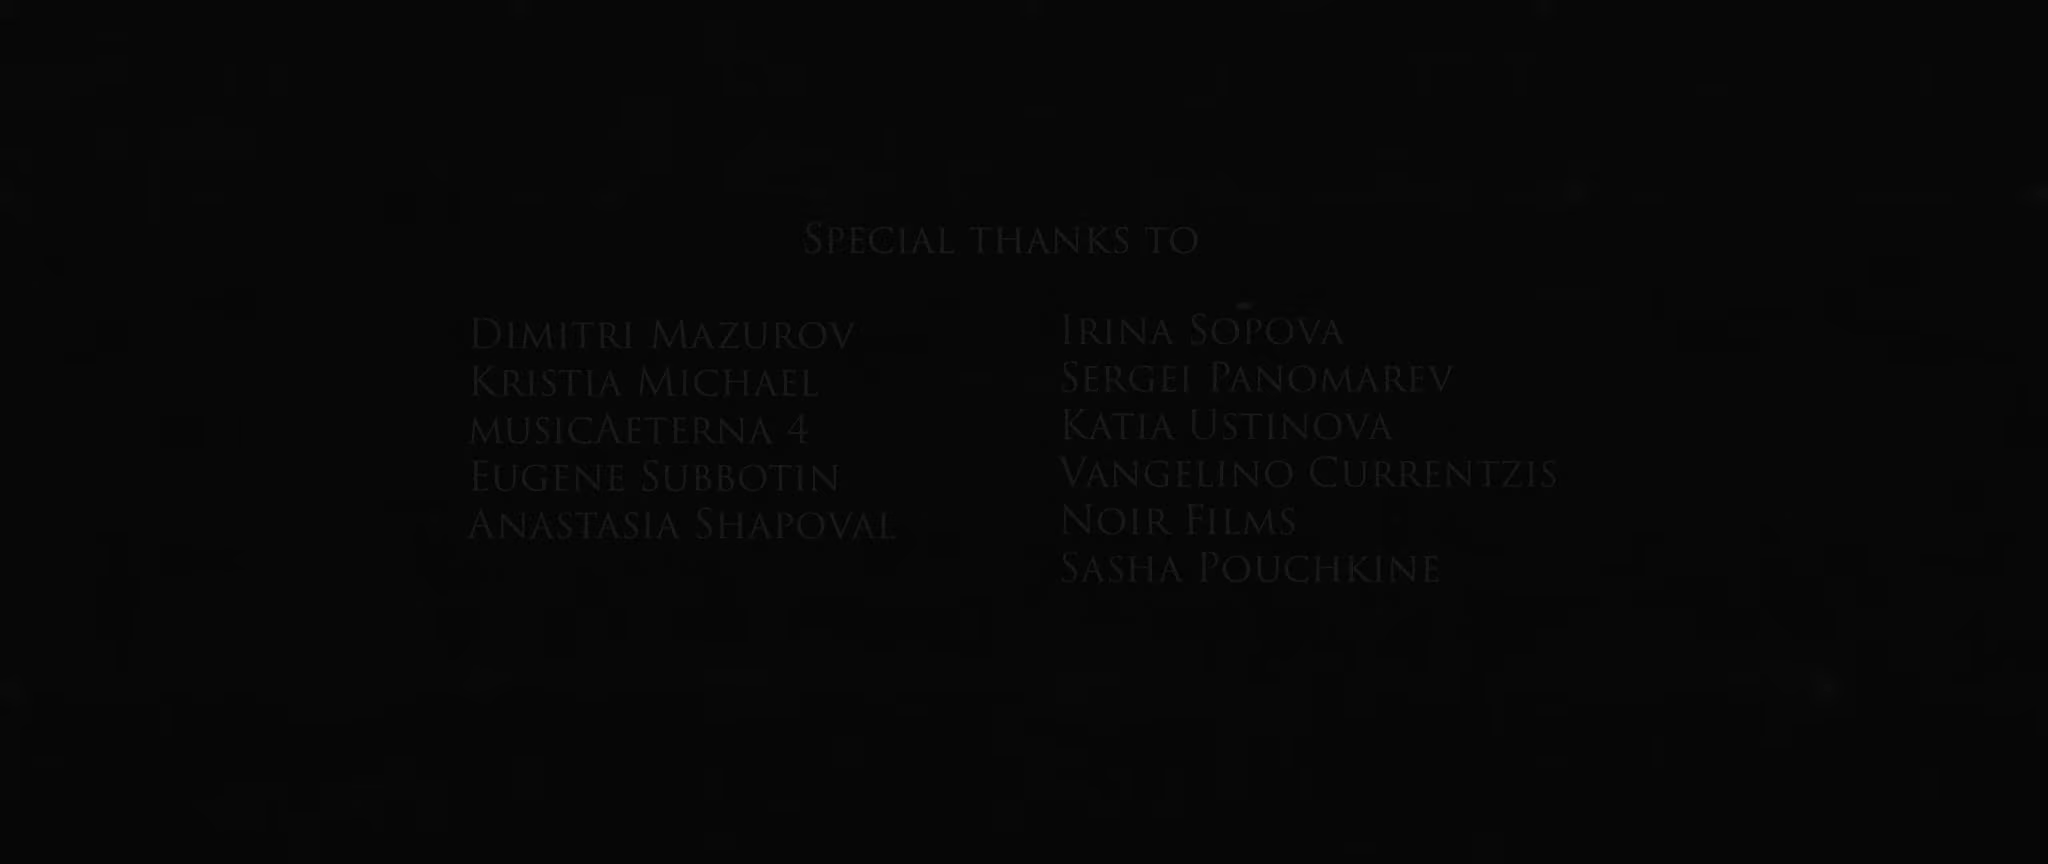 Special thanks to
Dimitri Mazurov
Kristia Michael
musicAeterna 4
Eugene Subbotin
Anastasia Shapoval
Irina Sopova
Sergei Panomarev
Katia Ustinova
Vangelino Currentzis
Noir Films
Sasha Pouchkine